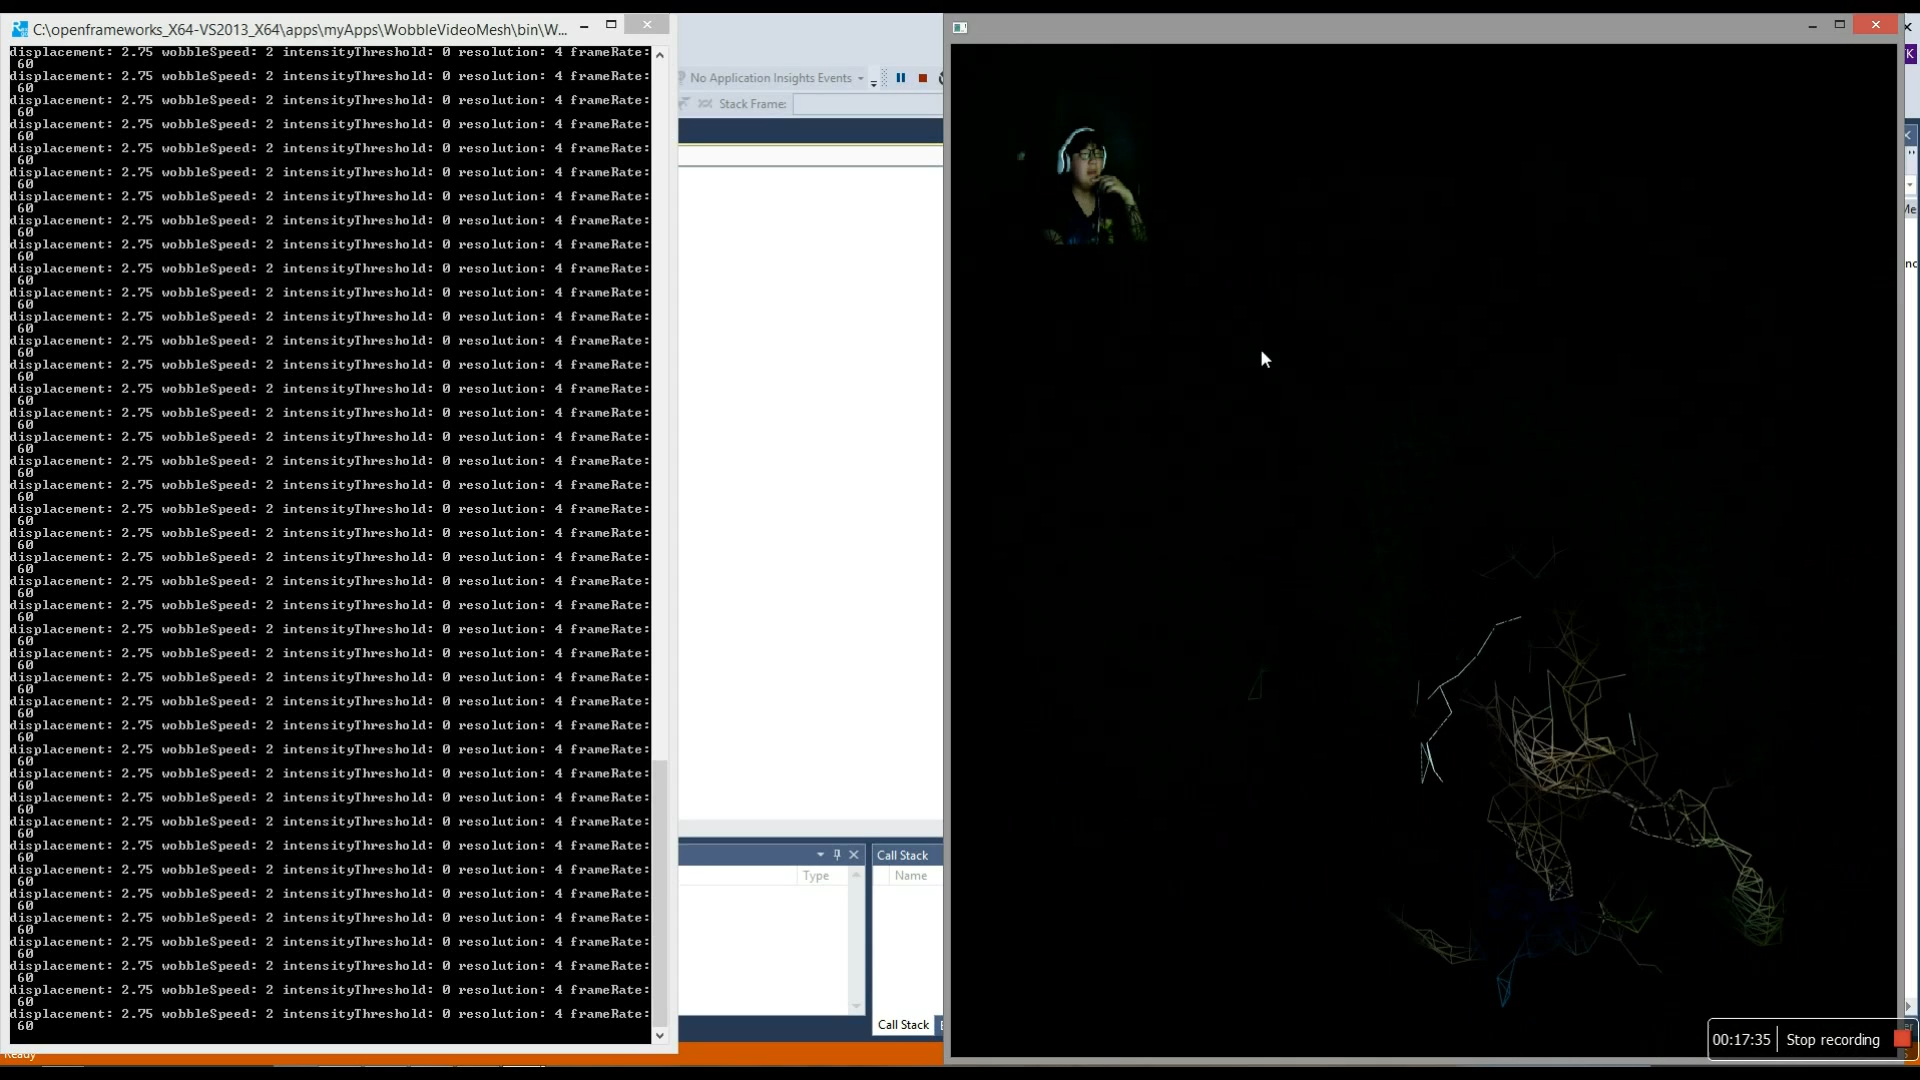 C:\openframeworks_X64-VS2013_X64\apps\myApps\WobbleVideoMesh\bin\W...
displacement: 2.75 wobbleSpeed: 2 intensityThreshold: 0 resolution: 4 frameRate:
60
displacement: 2.75 wobbleSpeed: 2 intensityThreshold: 0 resolution: 4 frameRate:
60
displacement: 2.75 wobbleSpeed: 2 intensityThreshold: 0 resolution: 4 frameRate:
60
displacement: 2.75 wobbleSpeed: 2 intensityThreshold: 0 resolution: 4 frameRate:
60
displacement: 2.75 wobbleSpeed: 2 intensityThreshold: 0 resolution: 4 frameRate:
60
displacement: 2.75 wobbleSpeed: 2 intensityThreshold: 0 resolution: 4 frameRate:
60
displacement: 2.75 wobbleSpeed: 2 intensityThreshold: 0 resolution: 4 frameRate:
60
displacement: 2.75 wobbleSpeed: 2 intensityThreshold: 0 resolution: 4 frameRate:
60
displacement: 2.75 wobbleSpeed: 2 intensityThreshold: 0 resolution: 4 frameRate:
60
displacement: 2.75 wobbleSpeed: 2 intensityThreshold: 0 resolution: 4 frameRate:
60
displacement: 2.75 wobbleSpeed: 2 intensityThreshold: 0 resolution: 4 frameRate:
60
displacement: 2.75 wobbleSpeed: 2 intensityThreshold: 0 resolution: 4 frameRate:
60
displacement: 2.75 wobbleSpeed: 2 intensityThreshold: 0 resolution: 4 frameRate:
60
displacement: 2.75 wobbleSpeed: 2 intensityThreshold: 0 resolution: 4 frameRate:
60
displacement: 2.75 wobbleSpeed: 2 intensityThreshold: 0 resolution: 4 frameRate:
60
displacement: 2.75 wobbleSpeed: 2 intensityThreshold: 0 resolution: 4 frameRate:
60
displacement: 2.75 wobbleSpeed: 2 intensityThreshold: 0 resolution: 4 frameRate:
60
displacement: 2.75 wobbleSpeed: 2 intensityThreshold: 0 resolution: 4 frameRate:
60
displacement: 2.75 wobbleSpeed: 2 intensityThreshold: 0 resolution: 4 frameRate:
60
displacement: 2.75 wobbleSpeed: 2 intensityThreshold: 0 resolution: 4 frameRate:
60
displacement: 2.75 wobbleSpeed: 2 intensityThreshold: 0 resolution: 4 frameRate:
60
displacement: 2.75 wobbleSpeed: 2 intensityThreshold: 0 resolution: 4 frameRate:
60
displacement: 2.75 wobbleSpeed: 2 intensityThreshold: 0 resolution: 4 frameRate:
60
displacement: 2.75 wobbleSpeed: 2 intensityThreshold: 0 resolution: 4 frameRate:
60
displacement: 2.75 wobbleSpeed: 2 intensityThreshold: 0 resolution: 4 frameRate:
60
displacement: 2.75 wobbleSpeed: 2 intensityThreshold: 0 resolution: 4 frameRate:
60
displacement: 2.75 wobbleSpeed: 2 intensityThreshold: 0 resolution: 4 frameRate:
60
displacement: 2.75 wobbleSpeed: 2 intensityThreshold: 0 resolution: 4 frameRate:
60
displacement: 2.75 wobbleSpeed: 2 intensityThreshold: 0 resolution: 4 frameRate:
60
displacement: 2.75 wobbleSpeed: 2 intensityThreshold: 0 resolution: 4 frameRate:
60
displacement: 2.75 wobbleSpeed: 2 intensityThreshold: 0 resolution: 4 frameRate:
60
displacement: 2.75 wobbleSpeed: 2 intensityThreshold: 0 resolution: 4 frameRate:
60
displacement: 2.75 wobbleSpeed: 2 intensityThreshold: 0 resolution: 4 frameRate:
60
displacement: 2.75 wobbleSpeed: 2 intensityThreshold: 0 resolution: 4 frameRate:
60
displacement: 2.75 wobbleSpeed: 2 intensityThreshold: 0 resolution: 4 frameRate:
60
displacement: 2.75 wobbleSpeed: 2 intensityThreshold: 0 resolution: 4 frameRate:
60
displacement: 2.75 wobbleSpeed: 2 intensityThreshold: 0 resolution: 4 frameRate:
60
displacement: 2.75 wobbleSpeed: 2 intensityThreshold: 0 resolution: 4 frameRate:
60
displacement: 2.75 wobbleSpeed: 2 intensityThreshold: 0 resolution: 4 frameRate:
60
displacement: 2.75 wobbleSpeed: 2 intensityThreshold: 0 resolution: 4 frameRate:
60
displacement: 2.75 wobbleSpeed: 2 intensityThreshold: 0 resolution: 4 frameRate:
60
Ready
No Application Insights Events
Stack Frame:
Type
Call Stack
Name
Call Stack
K
Me
00:17:35 Stop recording